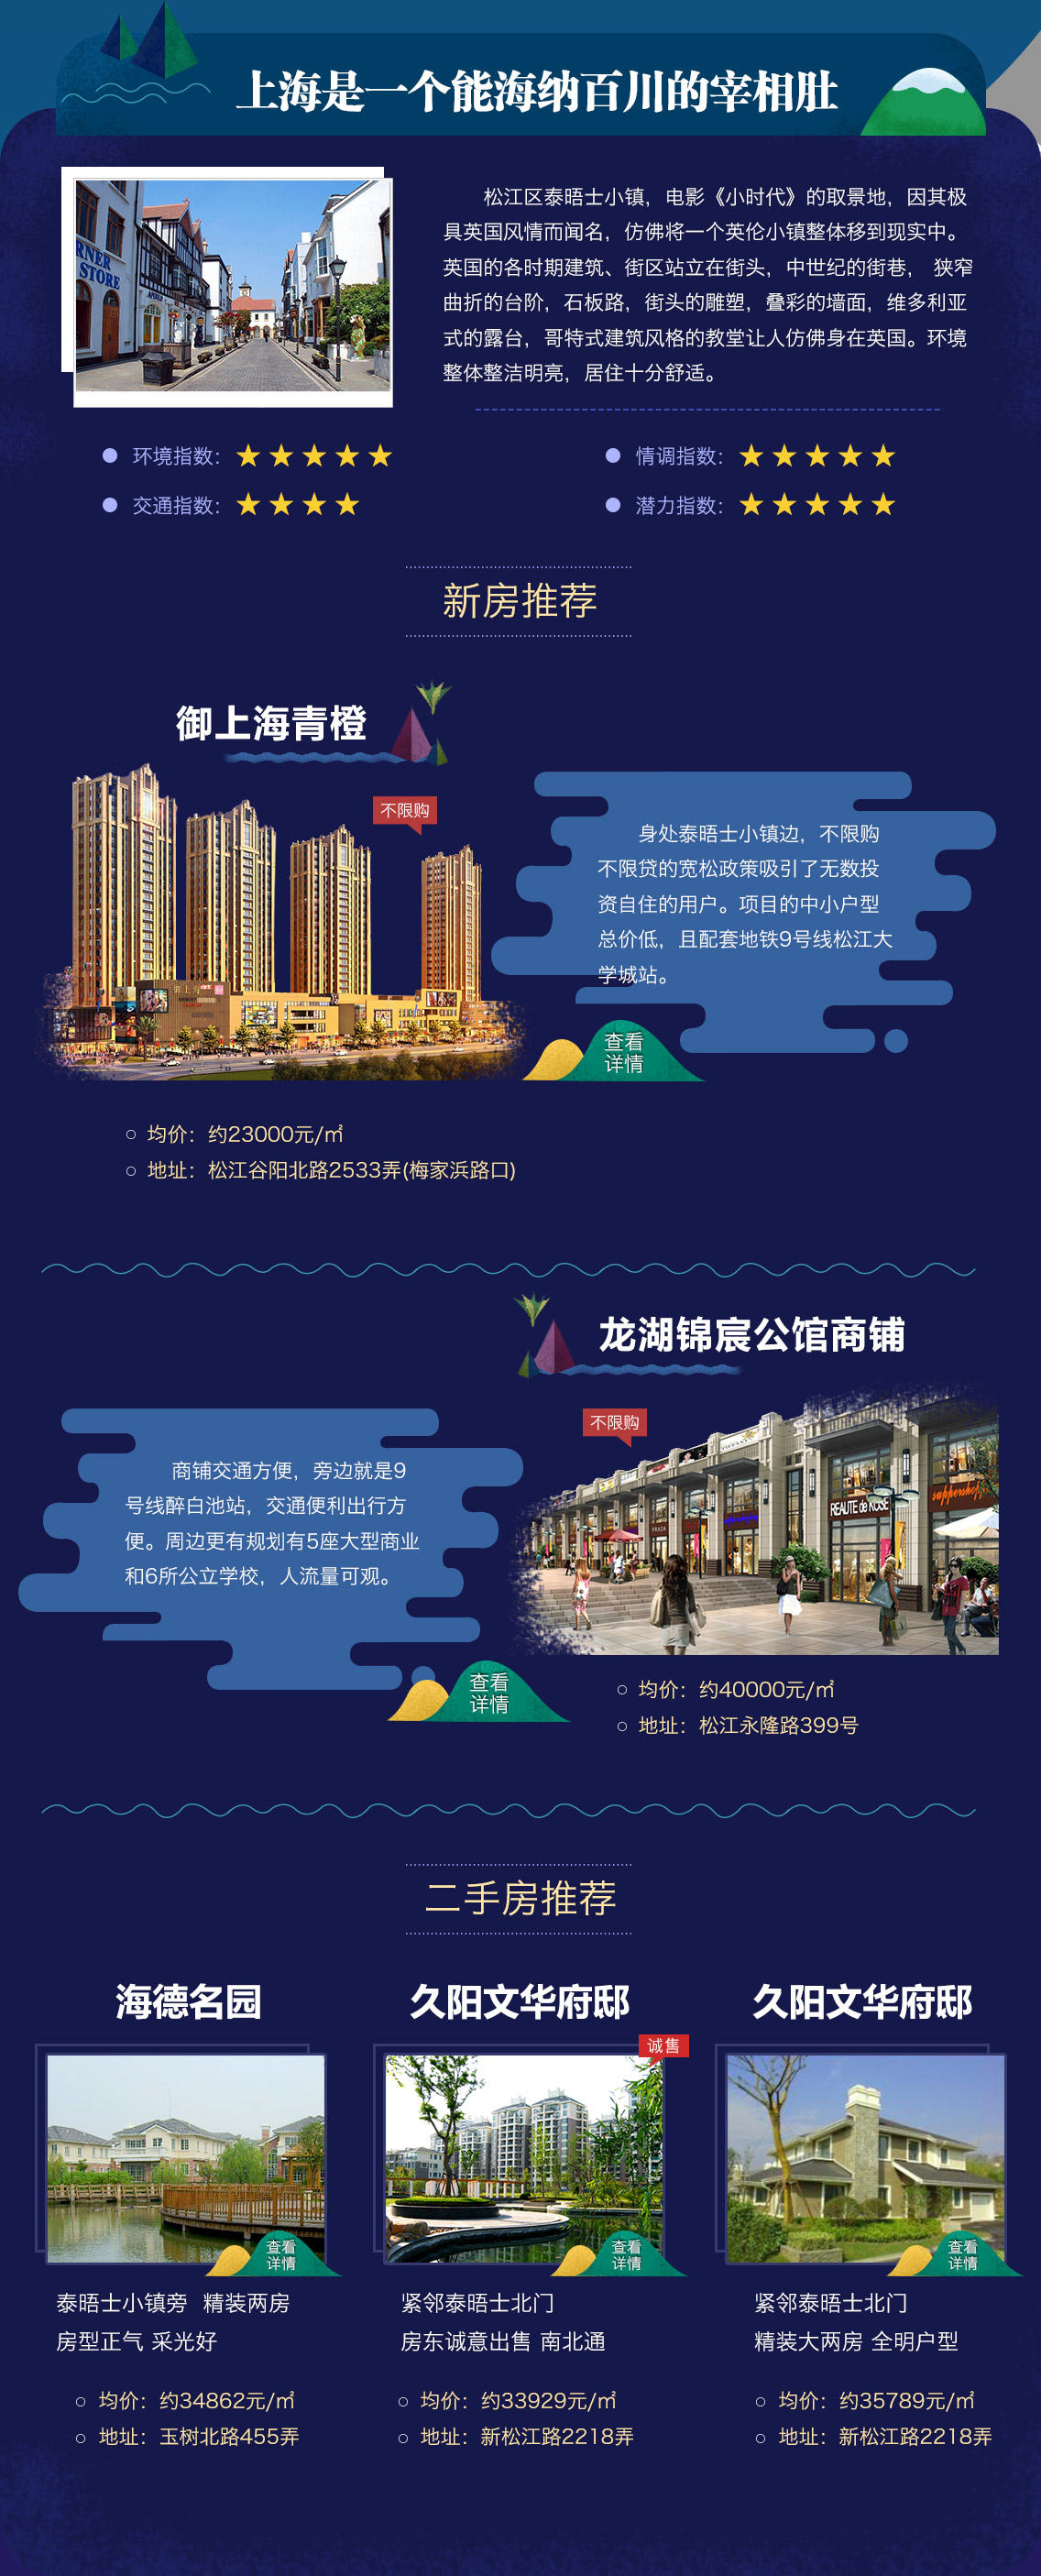 上海是一个能海纳百川的宰相肚
RNER
STORE
松江区泰晤士小镇，电影《小时代》的取景地，因其极
具英国风情而闻名，仿佛将一个英伦小镇整体移到现实中。
英国的各时期建筑、街区站立在街头，中世纪的街巷， 狭窄
曲折的台阶，石板路，街头的雕塑，叠彩的墙面，维多利亚
式的露台，哥特式建筑风格的教堂让人仿佛身在英国。环境
整体整洁明亮，居住十分舒适。
环境指数：★★★★★
情调指数：★★★★★
交通指数：★★★★
潜力指数：★★★★★
新房推荐
御上海青橙
不限购
身处泰晤士小镇边，不限购
不限贷的宽松政策吸引了无数投
资自住的用户。项目的中小户型
总价低，且配套地铁9号线松江大
学城站。
查看
详情
均价：约23000元/㎡
地址：松江谷阳北路2533弄(梅家浜路口)
龙湖锦宸公馆商铺
不限购
商铺交通方便，旁边就是9
号线醉白池站，交通便利出行方
便。周边更有规划有5座大型商业
和6所公立学校，人流量可观。
REAUTE de ROSE
PRADA
查看
详情
均价：约40000元/㎡
地址：松江永隆路399号
二手房推荐
海德名园
查看
详情
泰晤士小镇旁 精装两房
房型正气 采光好
均价：约34862元/㎡
地址：玉树北路455弄
久阳文华府邸
诚售
查看
详情
紧邻泰晤士北门
房东诚意出售 南北通
均价：约33929元/㎡
地址：新松江路2218弄
久阳文华府邸
查看
详情
紧邻泰晤士北门
精装大两房 全明户型
均价：约35789元/㎡
地址：新松江路2218弄